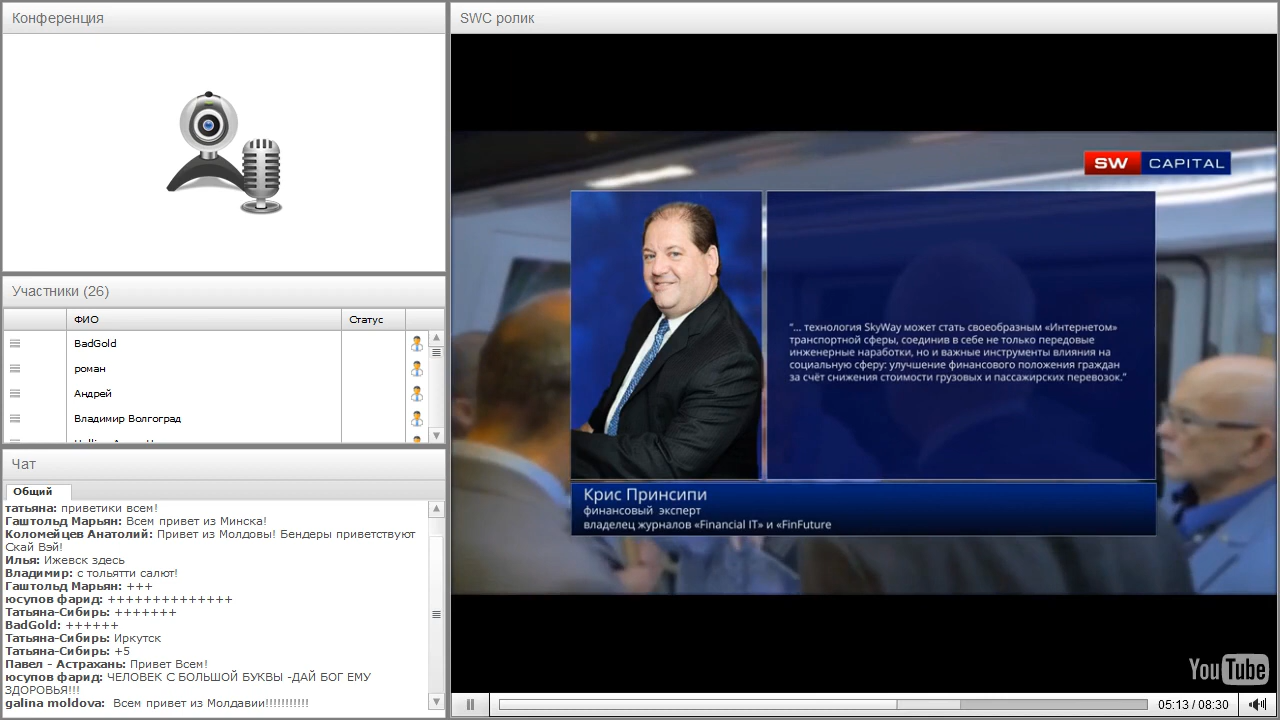 Конференция
Участники (26)
ФИО Статус
BadGold
роман
Андрей
Владимир Волгоград
Чат
Общий
татьяна: приветики всем!
Гаштольд Марьян: Всем привет из Минска!
Коломейцев Анатолий: Привет из Молдовы! Бендеры приветствуют
Скай Вэй!
Илья: Ижевск здесь
Владимир: с тольятти салют!
Гаштольд Марьян: +++
юсупов фарид: ++++++++++++++
Татьяна-Сибирь: +++++++
BadGold: ++++++
Татьяна-Сибирь: Иркутск
Татьяна-Сибирь: +5
Павел - Астрахань: Привет Всем!
юсупов фарид: ЧЕЛОВЕК С БОЛЬШОЙ БУКВЫ -ДАЙ БОГ ЕМУ
ЗДОРОВЬЯ!!!
galina moldova: Всем привет из Молдавии!!!!!!!!!!!
SWC ролик
SW CAPITAL
"... технология SkyWay может стать своеобразным «Интернетом»
транспортной сферы, соединив в себе не только передовые
инженерные наработки, но и важные инструменты влияния на
социальную сферу: улучшение финансового положения граждан
за счёт снижения стоимости грузовых и пассажирских перевозок."
Крис Принсипи
финансовый эксперт
владелец журналов «Financial IT» и «FinFuture
YouTube
05:13 / 08:30